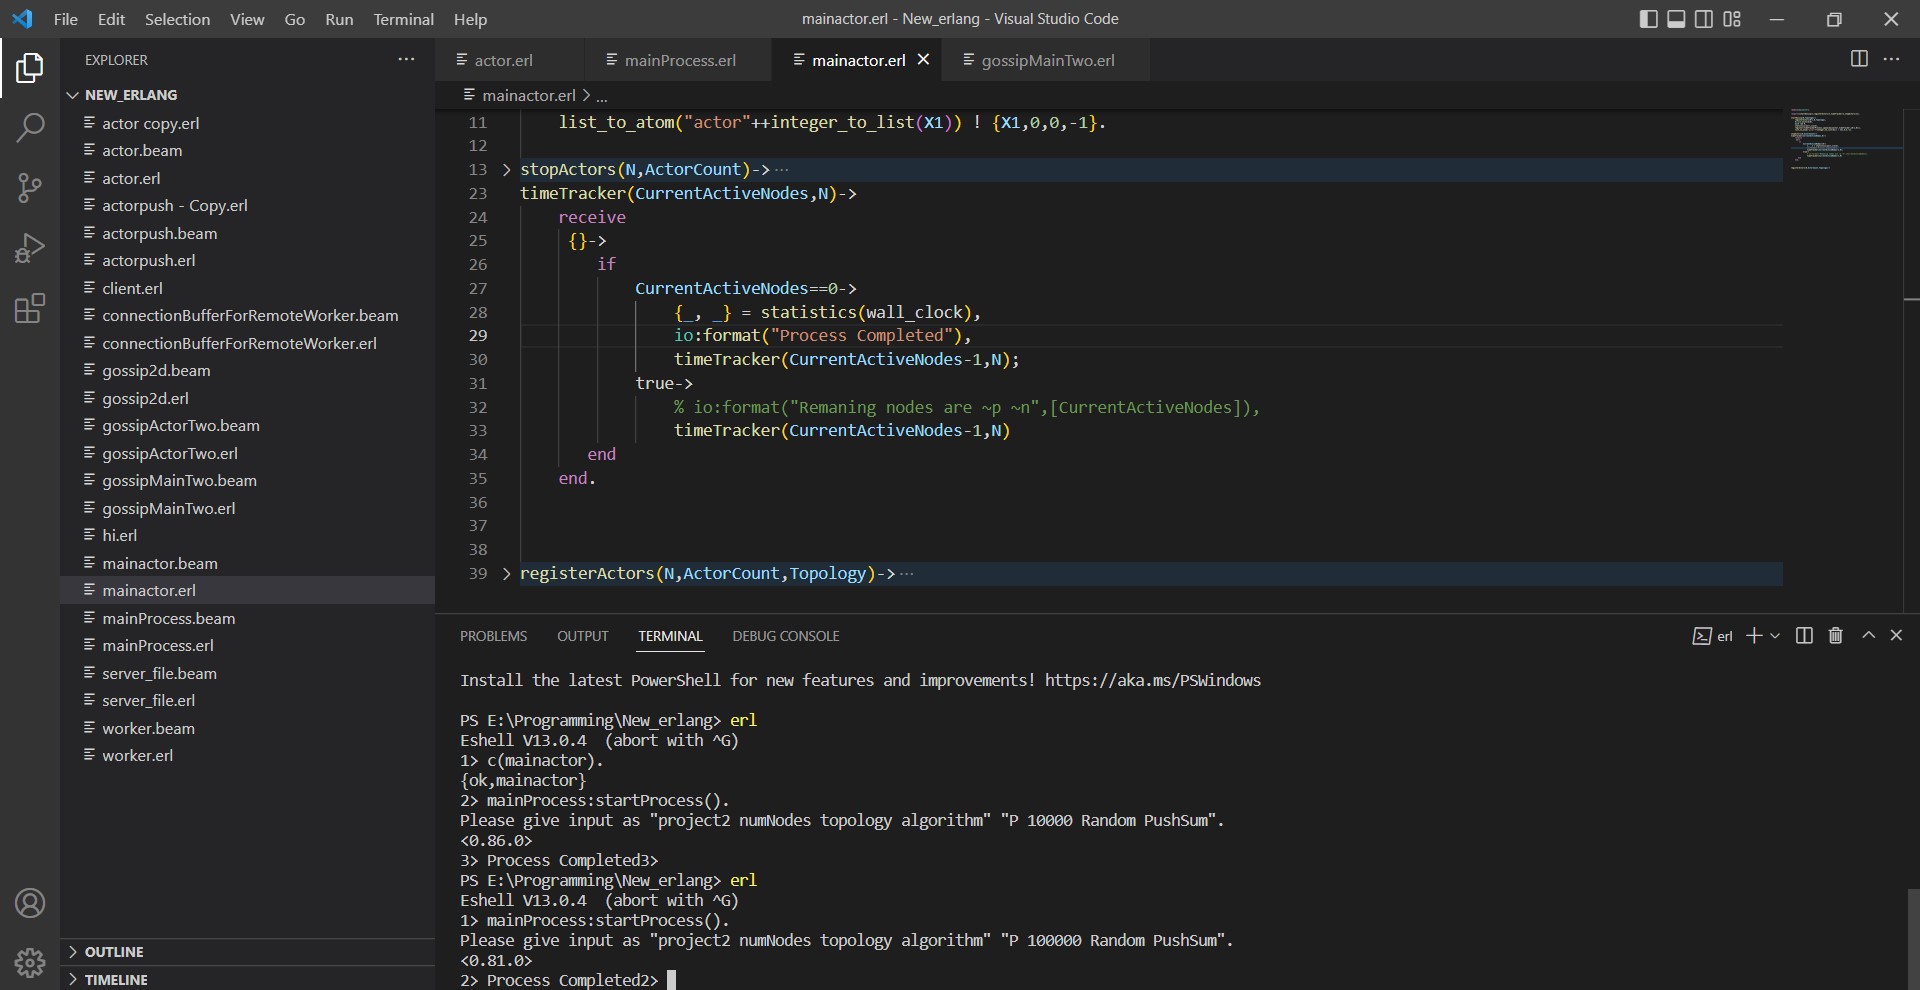 File Edit Selection View Go Run Terminal Help
mainactor.erl - New_erlang - Visual Studio Code
EXPLORER
NEW_ERLANG
actor copy.erl
actor.beam
actor.erl
actorpush - Copy.erl
actorpush.beam
actorpush.erl
client.erl
connectionBufferForRemoteWorker.beam
connectionBufferForRemoteWorker.erl
gossip2d.beam
gossip2d.erl
gossipActorTwo.beam
gossipActorTwo.erl
gossipMainTwo.beam
gossipMainTwo.erl
hi.erl
mainactor.beam
mainactor.erl
mainProcess.beam
mainProcess.erl
server_file.beam
server_file.erl
worker.beam
worker.erl
OUTLINE
TIMELINE
actor.erl mainProcess.erl mainactor.erl gossipMainTwo.erl
mainactor.erl > ...
11 list_to_atom("actor"++integer_to_list(X1)) ! {X1,0,0,-1}.
12
13 stopActors(N,ActorCount)-> ...
23 timeTracker(CurrentActiveNodes,N)->
24 receive
25 {}->
26 if
27 CurrentActiveNodes==0->
28 {_, _} = statistics(wall_clock),
29 io:format("Process Completed"),
30 timeTracker(CurrentActiveNodes-1,N);
31 true->
32 % io:format("Remaning nodes are ~p ~n",[CurrentActiveNodes]),
33 timeTracker(CurrentActiveNodes-1,N)
34 end
35 end.
36
37
38
39 registerActors(N,ActorCount,Topology)-> ...
PROBLEMS OUTPUT TERMINAL DEBUG CONSOLE
erl
Install the latest PowerShell for new features and improvements! https://aka.ms/PSWindows
PS E:\Programming\New_erlang> erl
Eshell V13.0.4 (abort with ^G)
1> c(mainactor).
{ok,mainactor}
2> mainProcess:startProcess().
Please give input as "project2 numNodes topology algorithm" "P 10000 Random PushSum".
<0.86.0>
3> Process Completed3>
PS E:\Programming\New_erlang> erl
Eshell V13.0.4 (abort with ^G)
1> mainProcess:startProcess().
Please give input as "project2 numNodes topology algorithm" "P 100000 Random PushSum".
<0.81.0>
2> Process Completed2>